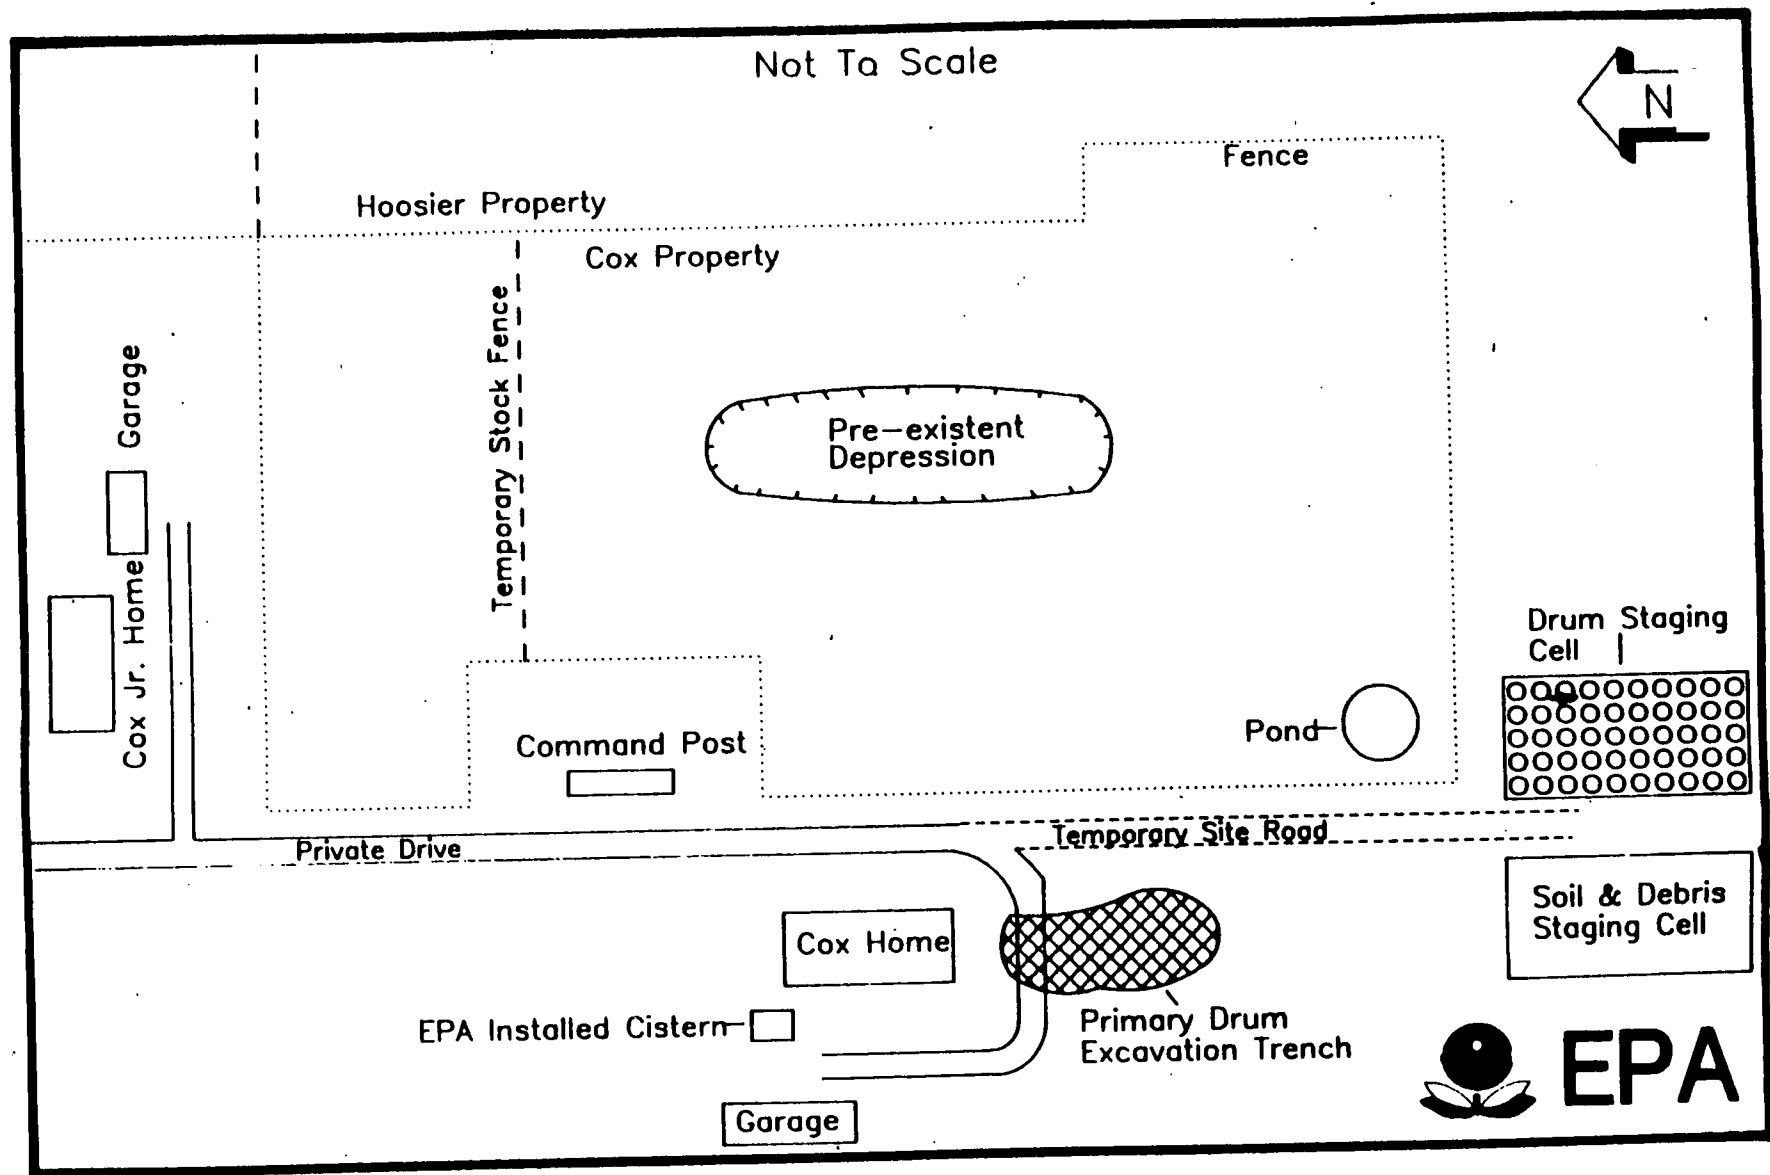 Not To Scale
N
Fence
Hoosier Property
Cox Property
Temporary Stock Fence
Garage
Pre-existent
Depression
Cox Jr. Home
Drum Staging
Cell
Pond
Command Post
Temporary Site Road
Private Drive
Soil & Debris
Staging Cell
Cox Home
EPA Installed Cistern
Primary Drum
Excavation Trench
EPA
Garage